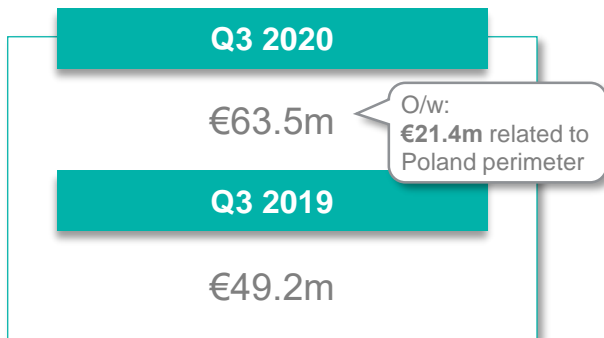 Q3 2020
€63.5m
O/w:
€21.4m related to
Poland perimeter
Q3 2019
€49.2m